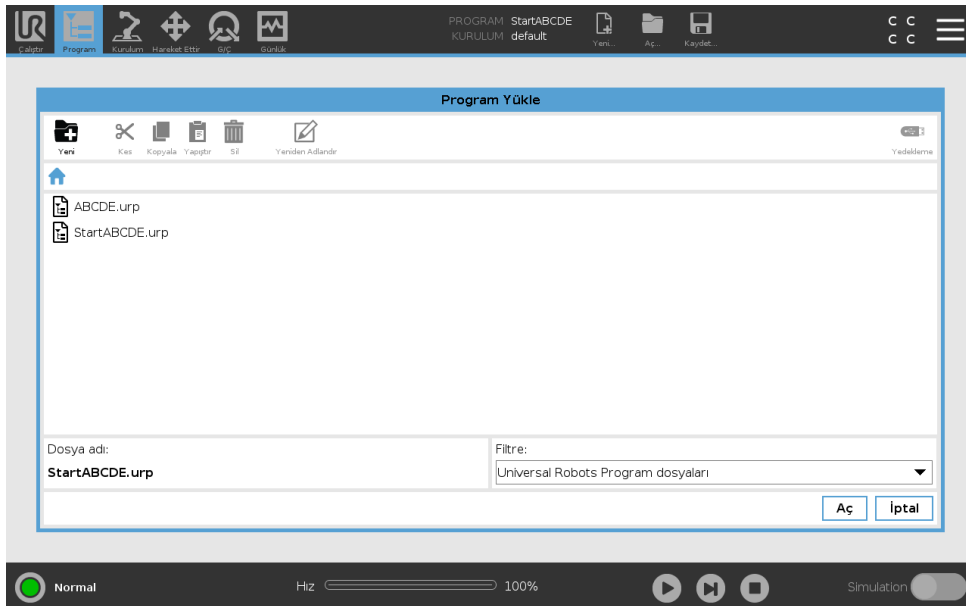 PROGRAM StartABCDE
KURULUM default
Çalıştır Program Kurulum Hareket Ettir G/Ç Günlük Yeni... Aç... Kaydet...
C C
C C
Program Yükle
Yeni Kes Kopyala Yapıştır Sil Yeniden Adlandır Yedekleme
ABCDE.urp
StartABCDE.urp
Dosya adı: Filtre:
StartABCDE.urp Universal Robots Program dosyaları
Aç İptal
Normal Hız 100% Simulation